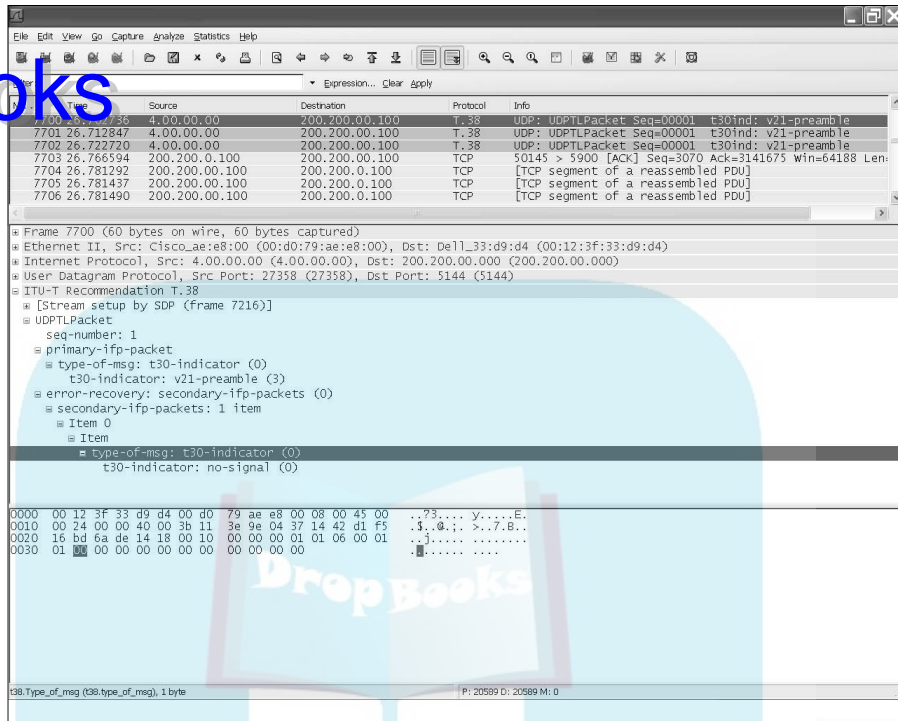 File Edit View Go Capture Analyze Statistics Help
oks
Expression... Clear Apply
Time Source Destination Protocol Info
7700 4.00.00.00 200.200.00.100 T.38 UDP: UDPTLPacket Seq=00001 t30ind: v21-preamble
7701 26.712847 4.00.00.00 200.200.00.100 T.38 UDP: UDPTLPacket Seq=00001 t30ind: v21-preamble
7702 26.722720 4.00.00.00 200.200.00.100 T.38 UDP: UDPTLPacket Seq=00001 t30ind: v21-preamble
7703 26.766594 200.200.0.100 200.200.00.100 TCP 50145 > 5900 [ACK] Seq=3070 Ack=3141675 Win=64188 Len=
7704 26.781292 200.200.00.100 200.200.0.100 TCP [TCP segment of a reassembled PDU]
7705 26.781437 200.200.00.100 200.200.0.100 TCP [TCP segment of a reassembled PDU]
7706 26.781490 200.200.00.100 200.200.0.100 TCP [TCP segment of a reassembled PDU]
Frame 7700 (60 bytes on wire, 60 bytes captured)
Ethernet II, Src: Cisco_ae:e8:00 (00:d0:79:ae:e8:00), Dst: Dell_33:d9:d4 (00:12:3f:33:d9:d4)
Internet Protocol, Src: 4.00.00.00 (4.00.00.00), Dst: 200.200.00.000 (200.200.00.000)
User Datagram Protocol, Src Port: 27358 (27358), Dst Port: 5144 (5144)
ITU-T Recommendation T.38
[Stream setup by SDP (frame 7216)]
UDPTLPacket
seq-number: 1
primary-ifp-packet
type-of-msg: t30-indicator (0)
t30-indicator: v21-preamble (3)
error-recovery: secondary-ifp-packets (0)
secondary-ifp-packets: 1 item
Item 0
Item
type-of-msg: t30-indicator (0)
t30-indicator: no-signal (0)
0000 00 12 3f 33 d9 d4 00 d0 79 ae e8 00 08 00 45 00 ..?3.... y.....E.
0010 00 24 00 00 40 00 3b 11 3e 9e 04 37 14 42 d1 f5 .$..@.;. >..7.B..
0020 16 bd 6a de 14 18 00 10 00 00 00 01 01 06 00 01 ..j..... ........
0030 01 00 00 00 00 00 00 00 00 00 00 00 ........ ....
DropBooks
t38.Type_of_msg (t38.type_of_msg), 1 byte P: 20589 D: 20589 M: 0